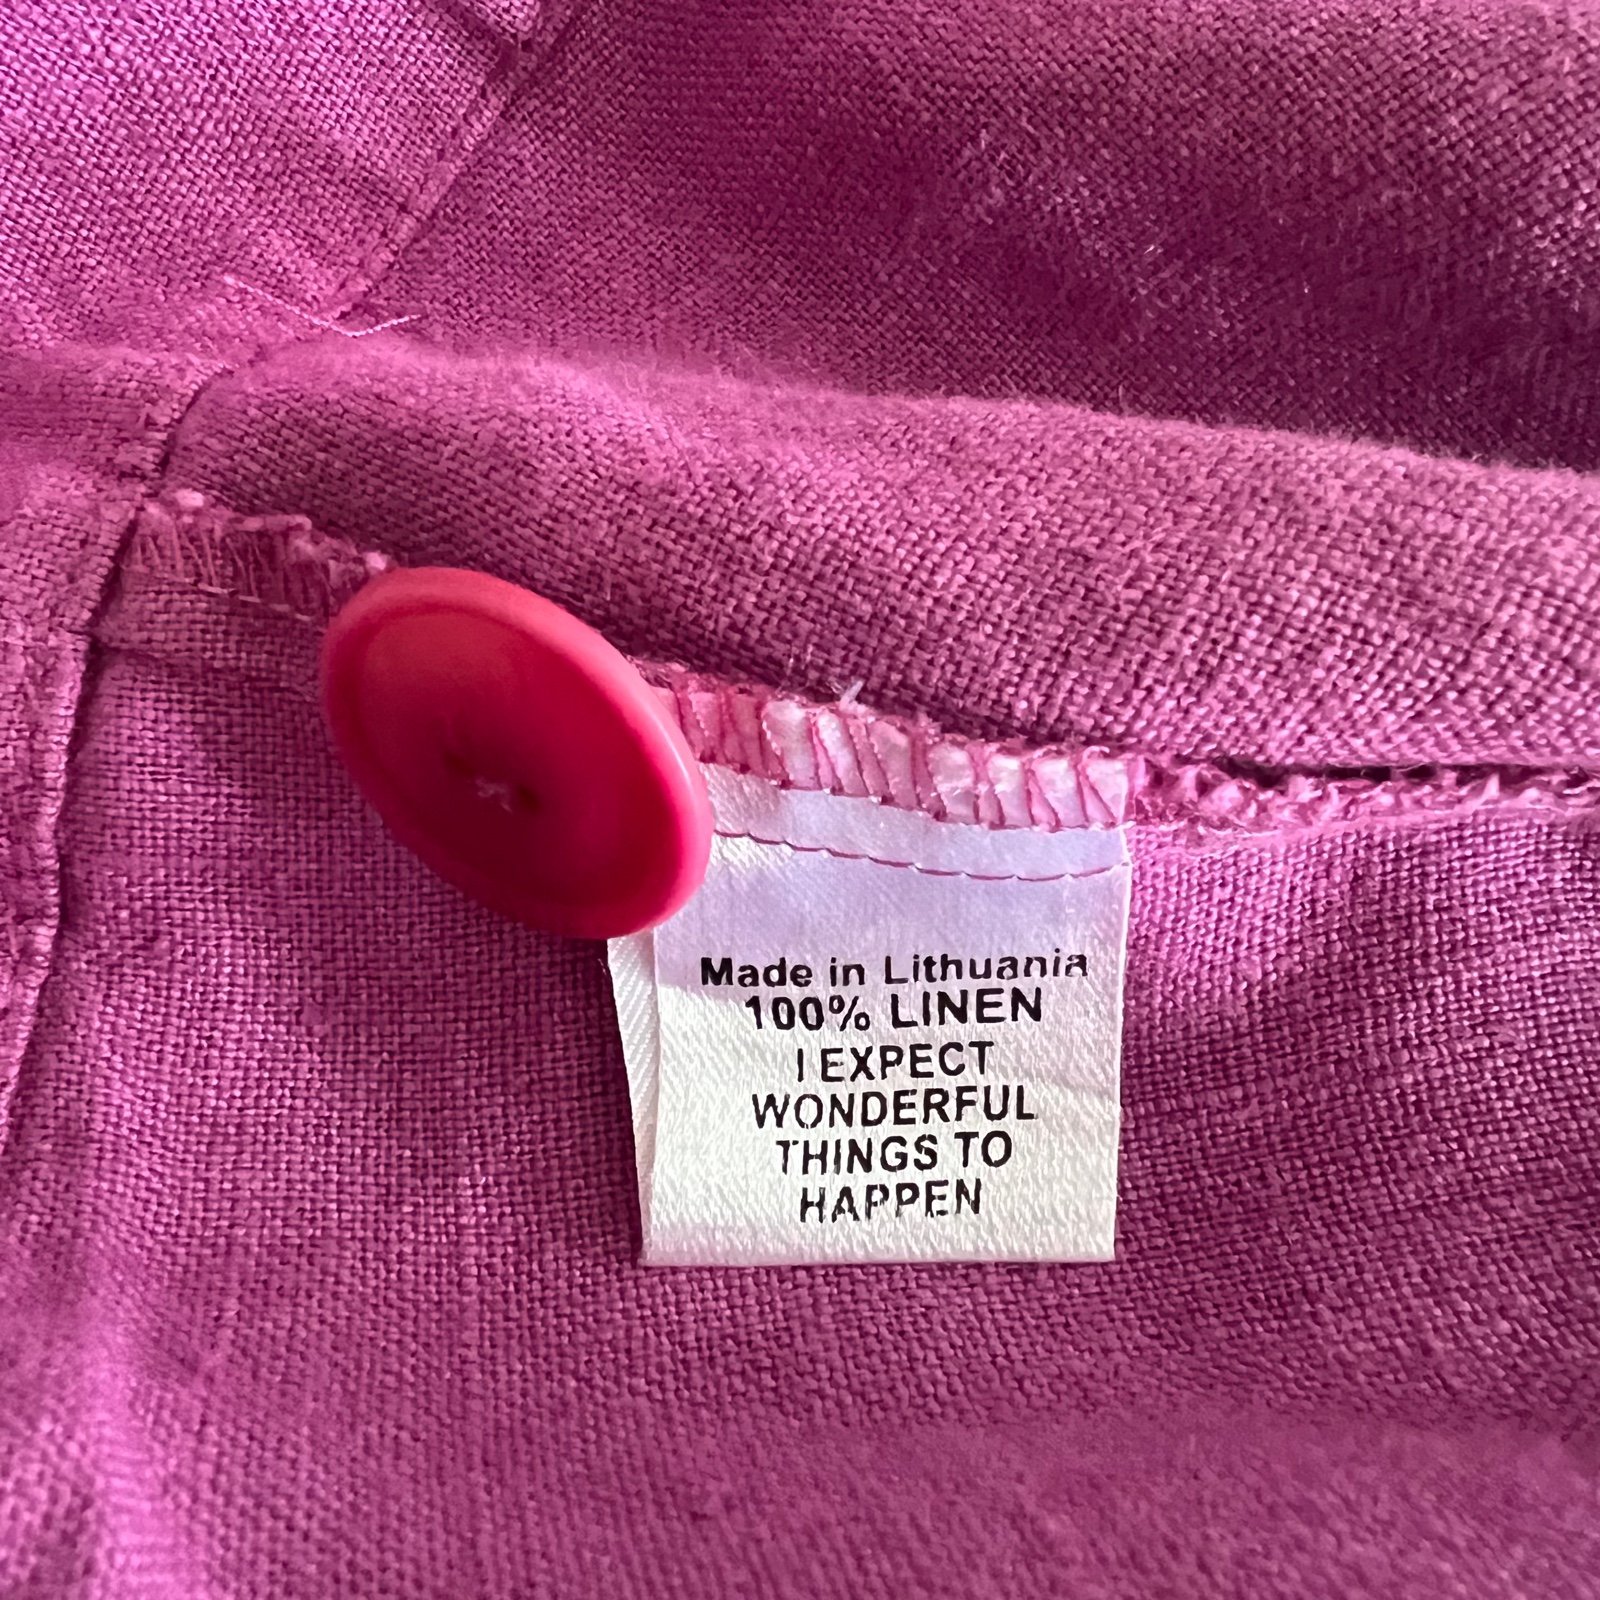 Made in Lithuania
100% LINEN
I EXPECT
WONDERFUL
THINGS TO
HAPPEN